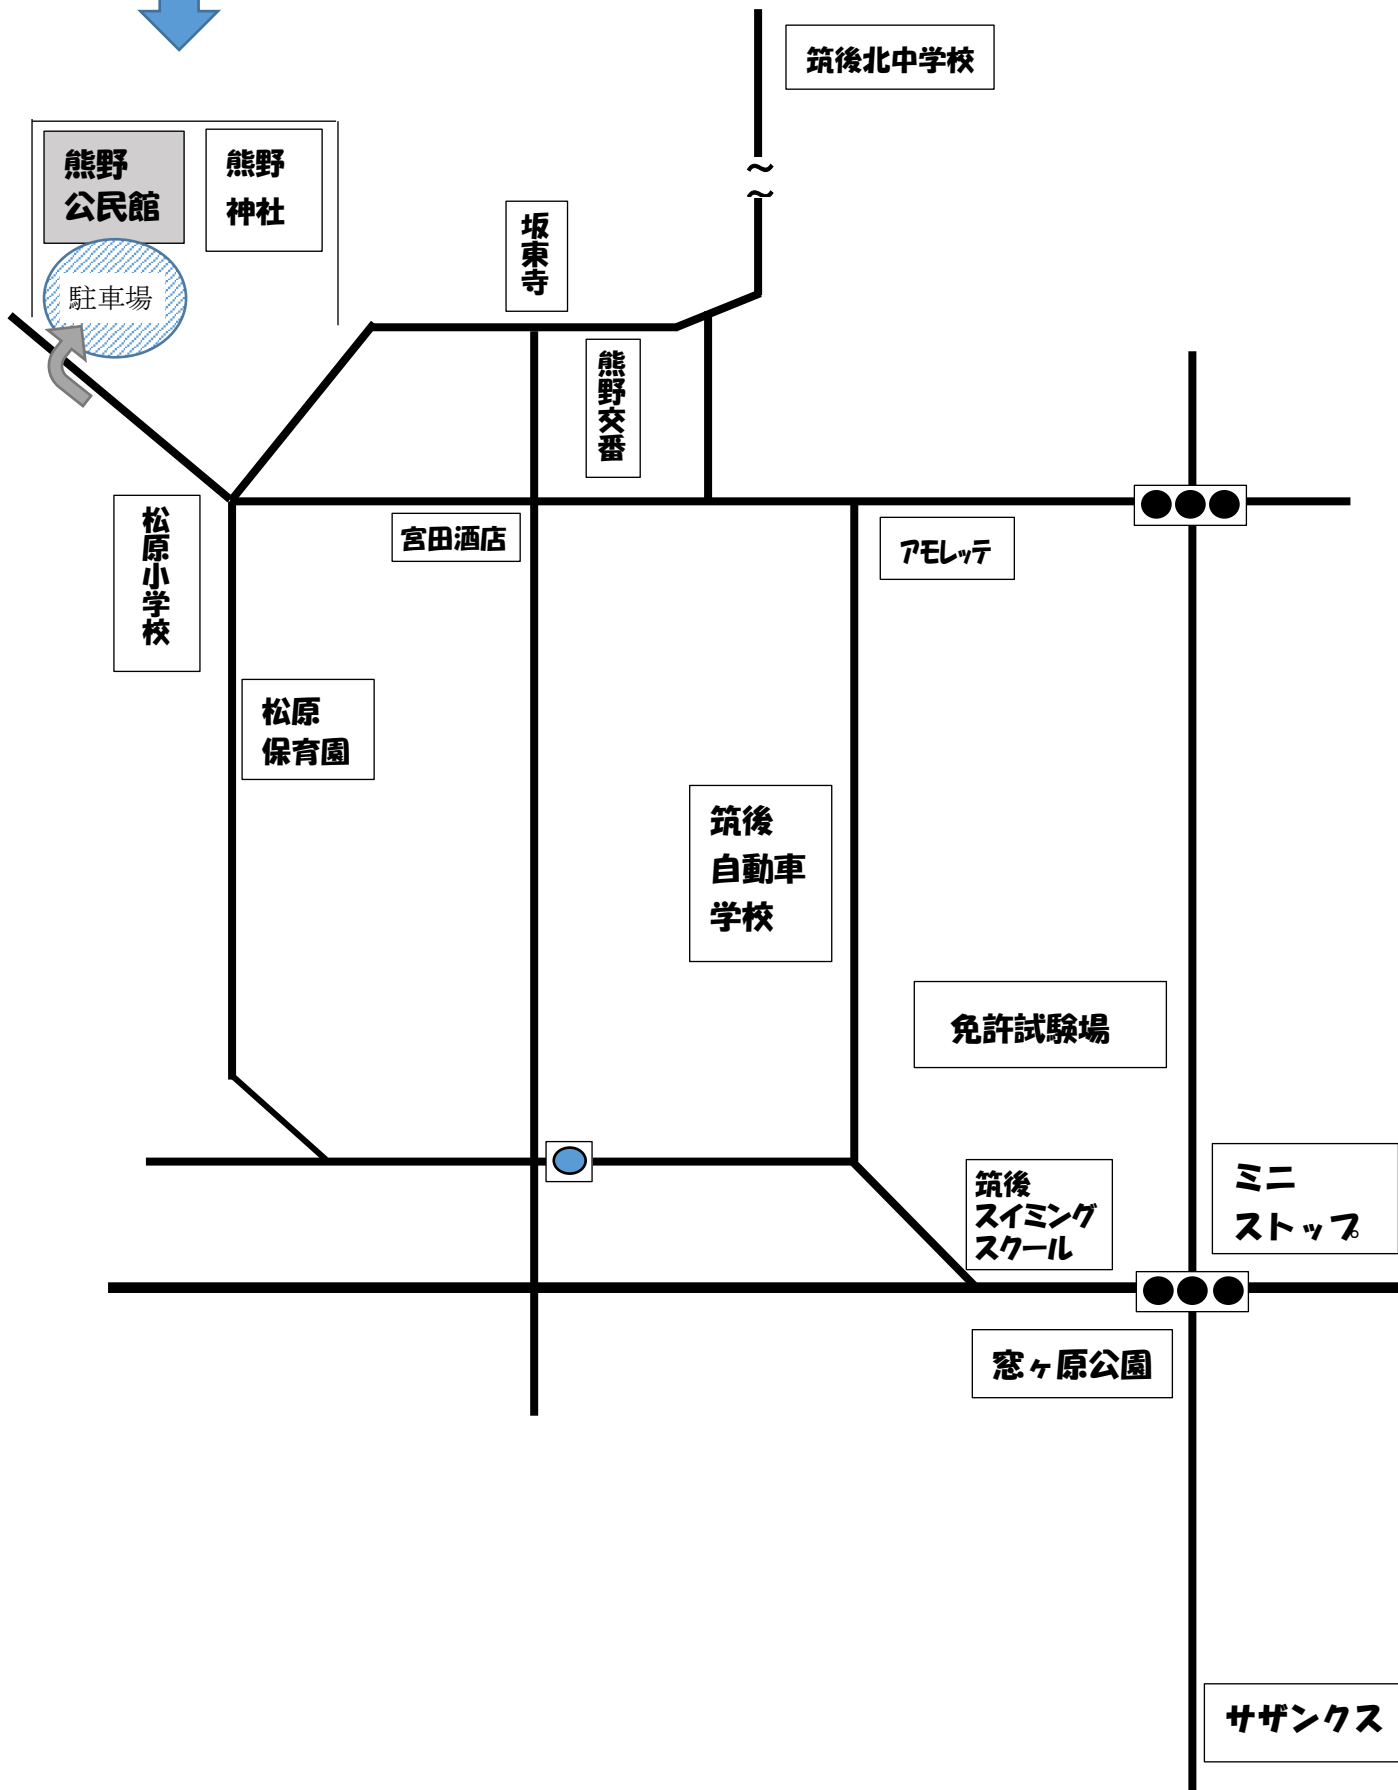 筑後北中学校
熊野
公民館
熊野
神社
駐車場
坂東寺
熊野交番
松原小学校
宮田酒店
アモレッテ
松原
保育園
筑後
自動車
学校
免許試験場
筑後
スイミング
スクール
ミニ
ストップ
窓ヶ原公園
サザンクス